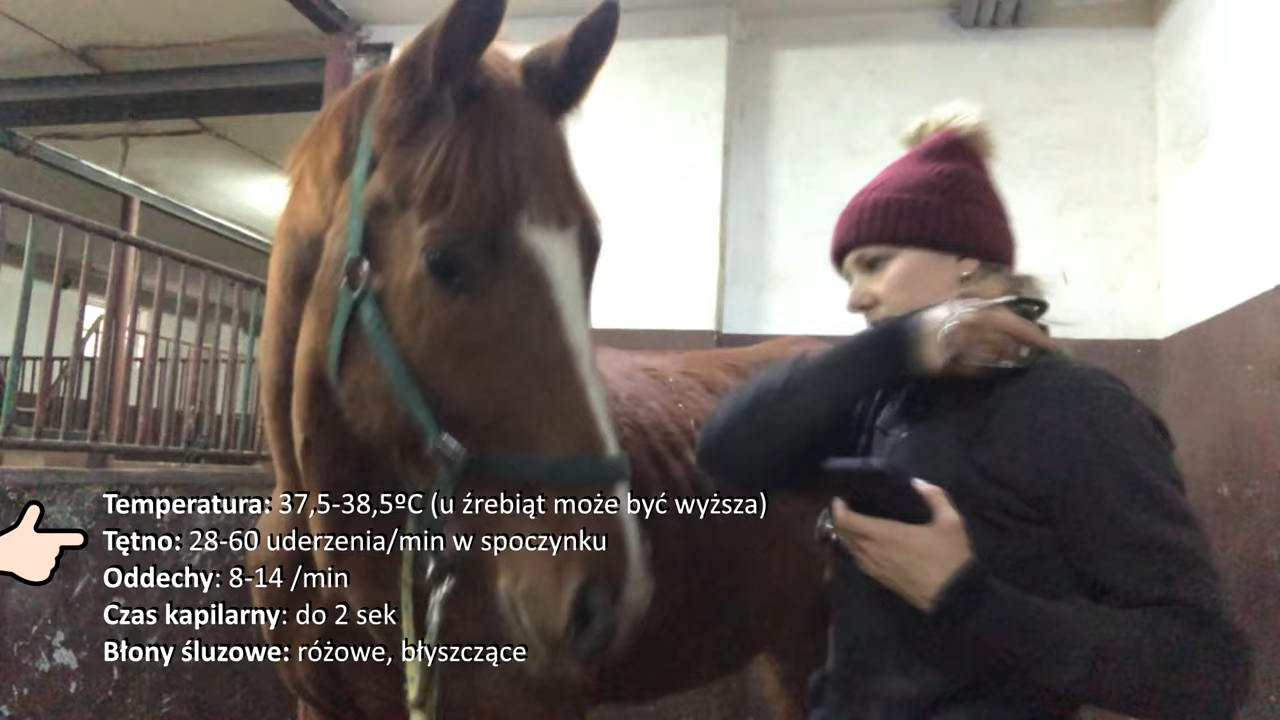 Temperatura: 37,5-38,5ºC (u źrebiąt może być wyższa)
Tętno: 28-60 uderzenia/min w spoczynku
Oddechy: 8-14 /min
Czas kapilarny: do 2 sek
Błony śluzowe: różowe, błyszczące